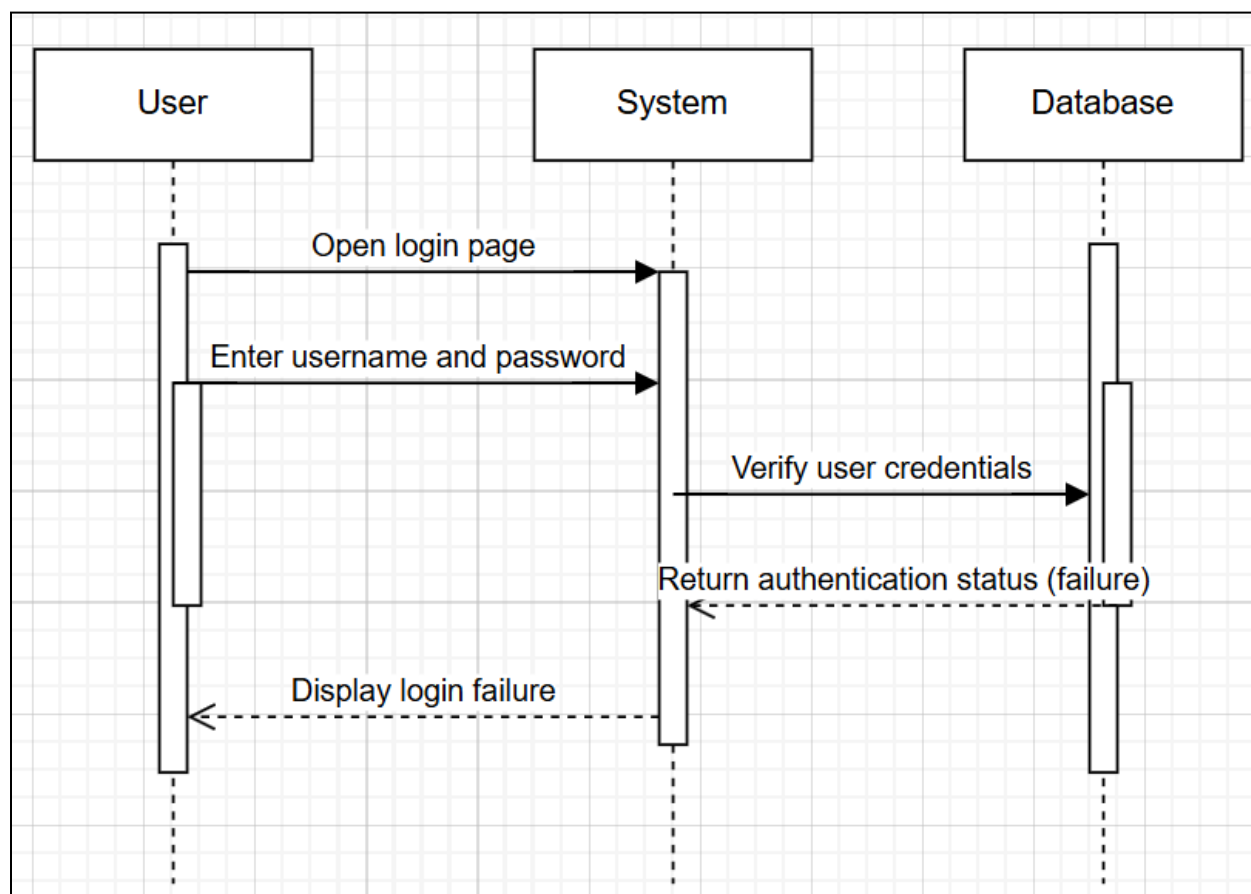 User
System
Database
Open login page
Enter username and password
Verify user credentials
Return authentication status (failure)
Display login failure